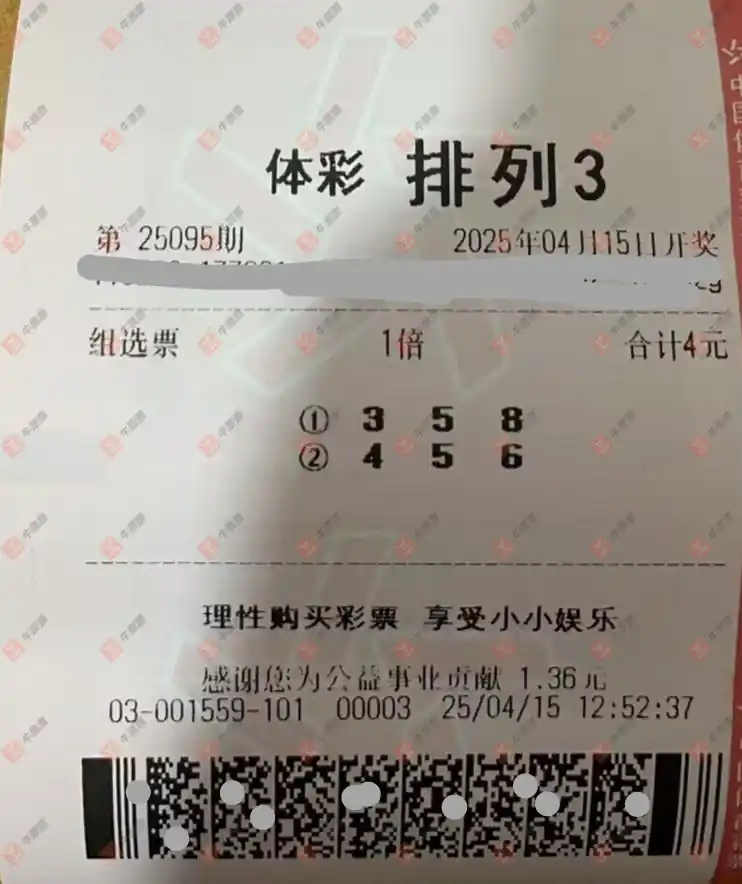 体彩 排列3
第 25095期 2025年04月15日开奖
组选票 1倍 合计4元
① 3 5 8
② 4 5 6
理性购买彩票 享受小小娱乐
感谢您为公益事业贡献 1.36元
03-001559-101 00003 25/04/15 12:52:37